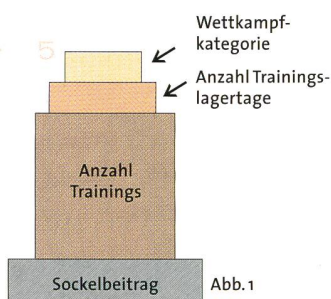 5
Wettkampf-
kategorie
Anzahl Trainings-
lagertage
Anzahl
Trainings
Sockelbeitrag
Abb.1